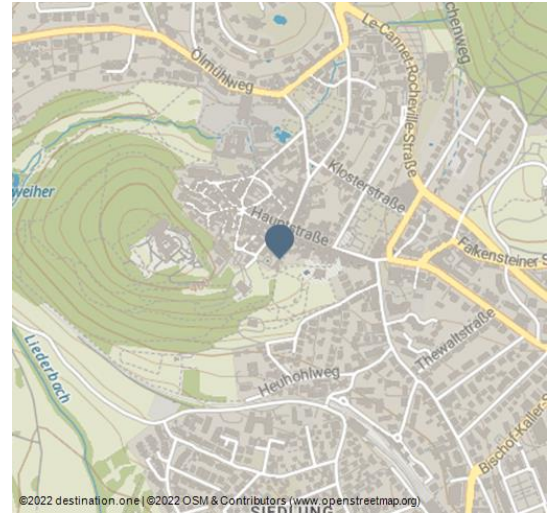 Ölmühlweg
Le-Cannet-Rocheville-Straße
chenweg
weiher
Klosterstraße
Hauptstraße
Falkensteiner S
400
Liederbach
Thewaltstraße
Heuhohlweg
Bischof-Kaller-S
SIEDLUNG
©2022 destination.one | ©2022 OSM & Contributors (www.openstreetmap.org)